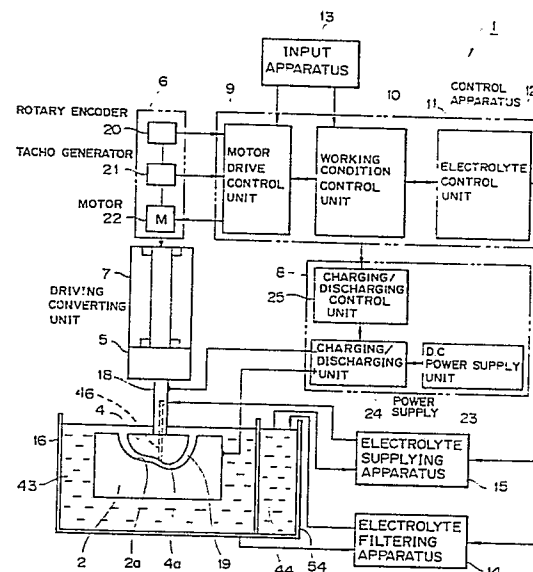 13
1
INPUT
APPARATUS
6
9
10
CONTROL
11 APPARATUS
12
ROTARY ENCODER
20
TACHO GENERATOR
21
MOTOR
22
M
MOTOR
DRIVE
CONTROL
UNIT
WORKING
CONDITION
CONTROL
UNIT
ELECTROLYTE
CONTROL
UNIT
7
DRIVING
CONVERTING
UNIT
5
8
25
CHARGING/
DISCHARGING
CONTROL
UNIT
CHARGING/
DISCHARGING
UNIT
D.C
POWER SUPPLY
UNIT
24
POWER
SUPPLY
23
18
46
4
16
43
ELECTROLYTE
SUPPLYING
APPARATUS
15
ELECTROLYTE
FILTERING
APPARATUS
14
2
2a
4a
19
44
54